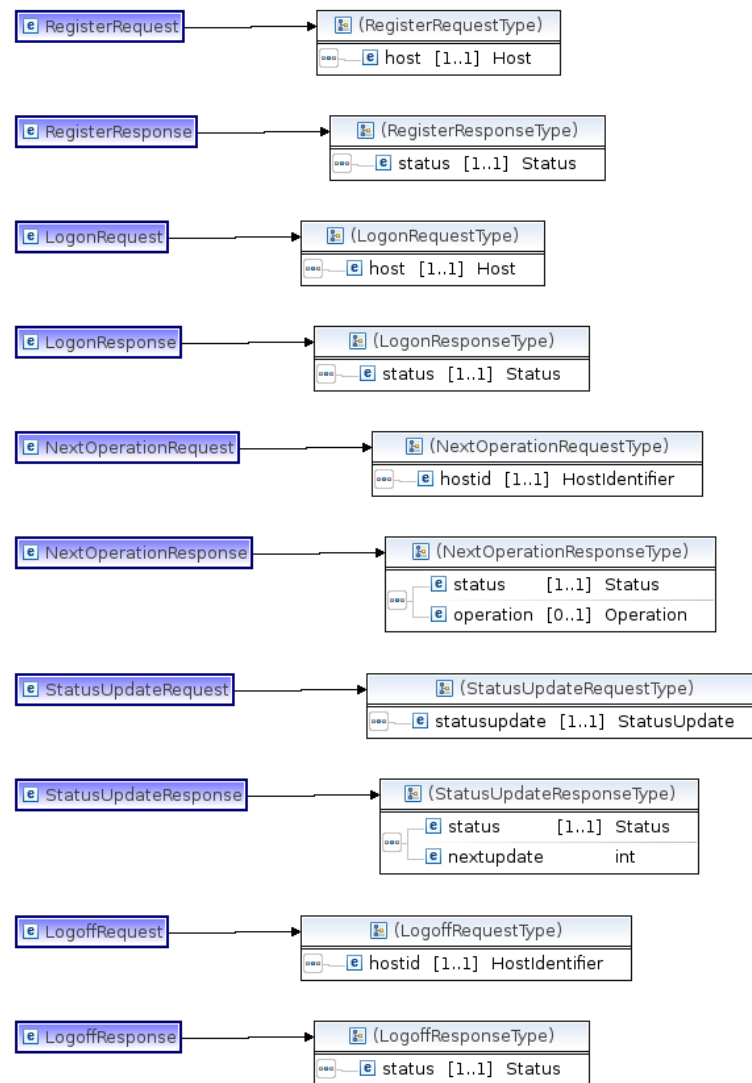 e RegisterRequest
(RegisterRequestType)
e host [1..1] Host
e RegisterResponse
(RegisterResponseType)
e status [1..1] Status
e LogonRequest
(LogonRequestType)
e host [1..1] Host
e LogonResponse
(LogonResponseType)
e status [1..1] Status
e NextOperationRequest
(NextOperationRequestType)
e hostid [1..1] HostIdentifier
e NextOperationResponse
(NextOperationResponseType)
e status [1..1] Status
e operation [0..1] Operation
e StatusUpdateRequest
(StatusUpdateRequestType)
e statusupdate [1..1] StatusUpdate
e StatusUpdateResponse
(StatusUpdateResponseType)
e status [1..1] Status
e nextupdate int
e LogoffRequest
(LogoffRequestType)
e hostid [1..1] HostIdentifier
e LogoffResponse
(LogoffResponseType)
e status [1..1] Status